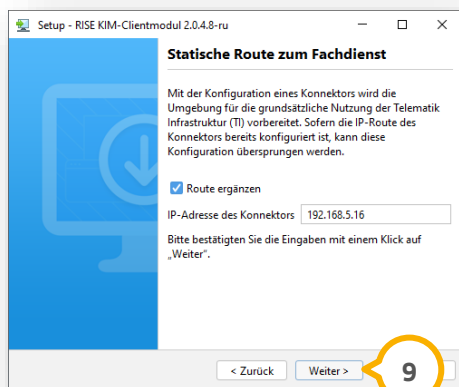 Setup - RISE KIM-Clientmodul 2.0.4.8-ru
Statische Route zum Fachdienst
Mit der Konfiguration eines Konnektors wird die
Umgebung für die grundsätzliche Nutzung der Telematik
Infrastruktur (TI) vorbereitet. Sofern die IP-Route des
Konnektors bereits konfiguriert ist, kann diese
Konfiguration übersprungen werden.
Route ergänzen
IP-Adresse des Konnektors 192.168.5.16
Bitte bestätigten Sie die Eingaben mit einem Klick auf
„Weiter".
< Zurück Weiter > 9